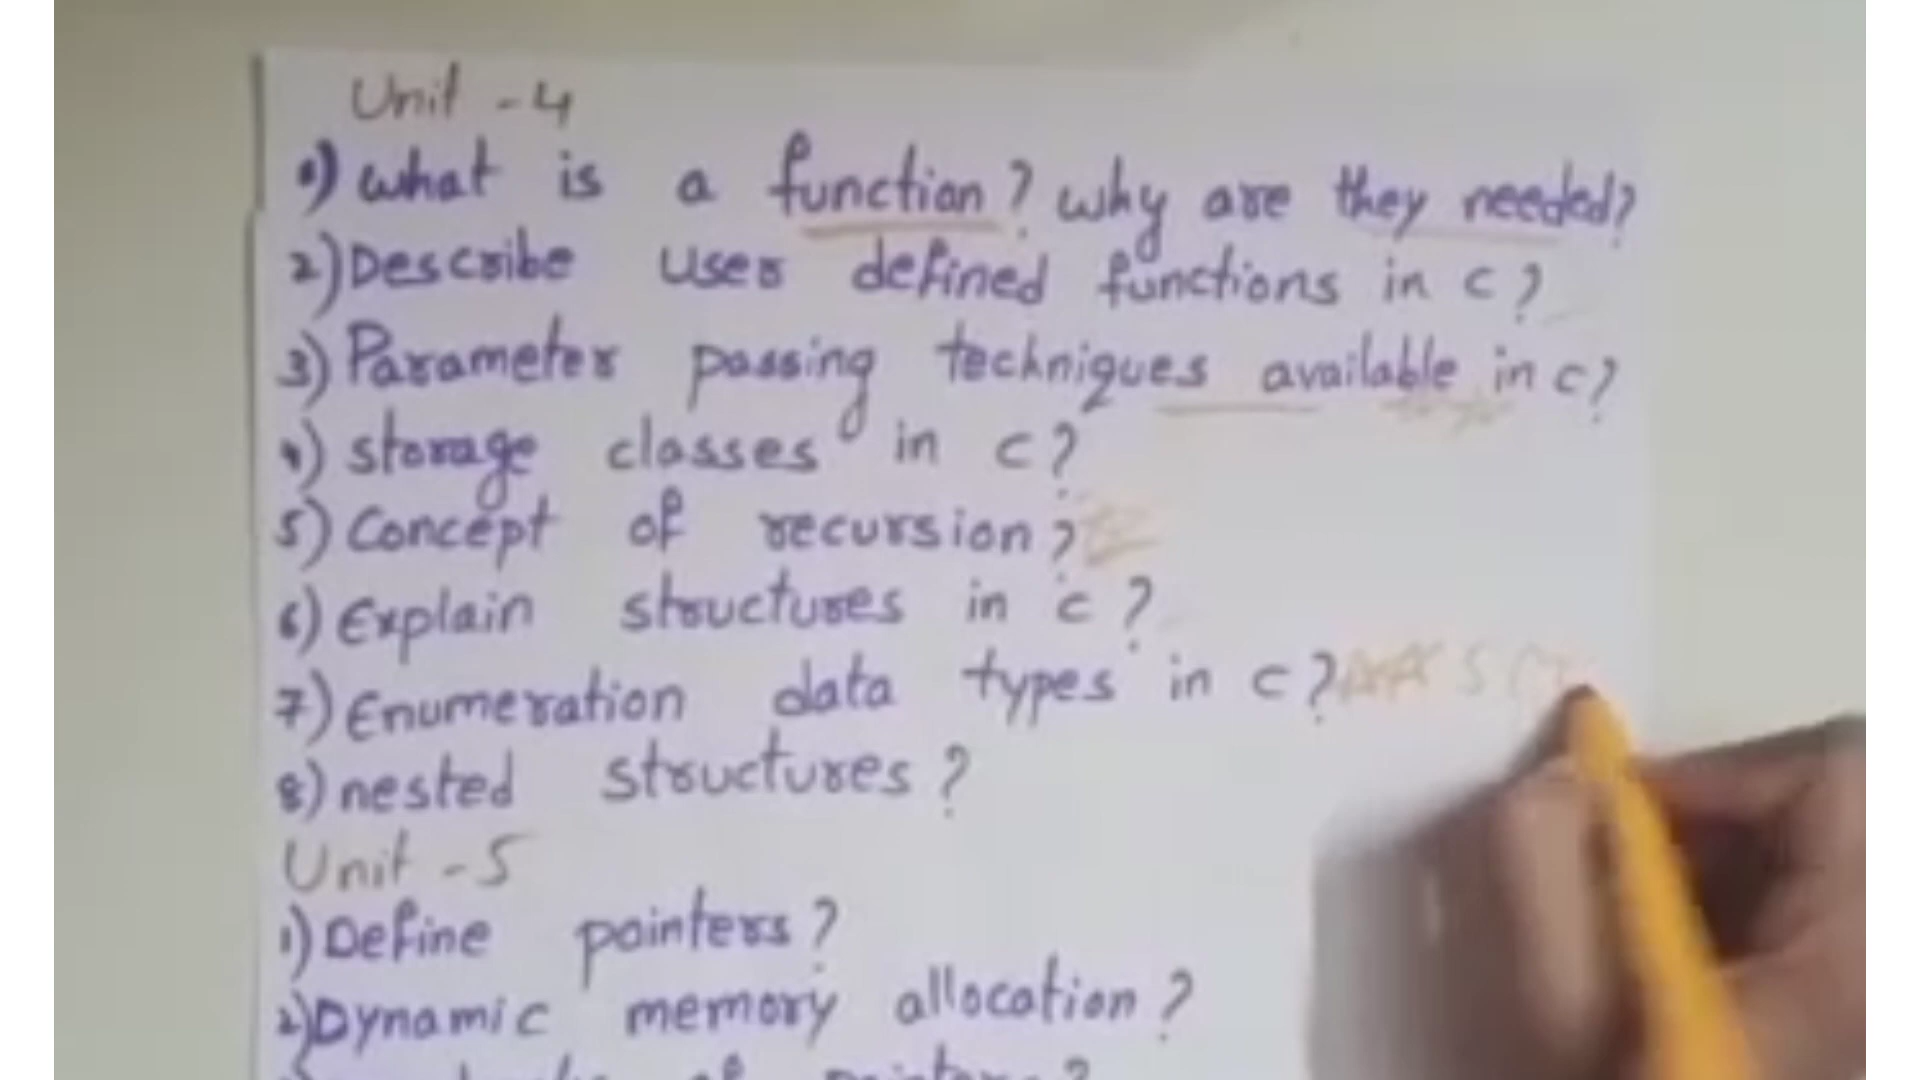 Unit - 4
1) what is a function? why are they needed?
2) Describe user defined functions in c?
3) Parameter passing techniques available in c?
4) storage classes in c?
5) Concept of recursion?
6) Explain structures in c?
7) Enumeration data types in c?
8) nested structures?
Unit - 5
1) Define pointers?
2) Dynamic memory allocation?
of pointers?